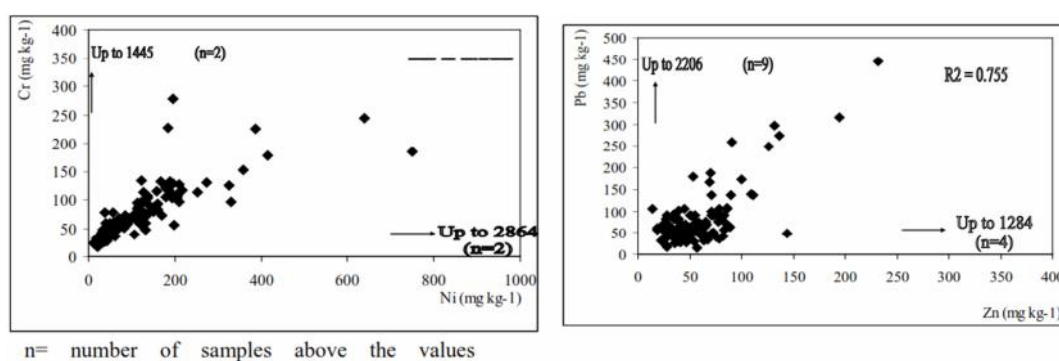 400
350
300
250
200
150
100
50
0
Cr (mg kg-1)
Up to 1445 (n=2)
Up to 2864
(n=2)
0 200 400 600 800 1000
Ni (mg kg-1)
500
450
400
350
300
250
200
150
100
50
0
Pb (mg kg-1)
Up to 2206 (n=9)
R2 = 0.755
Up to 1284
(n=4)
0 50 100 150 200 250 300 350 400
Zn (mg kg-1)
n= number of samples above the values